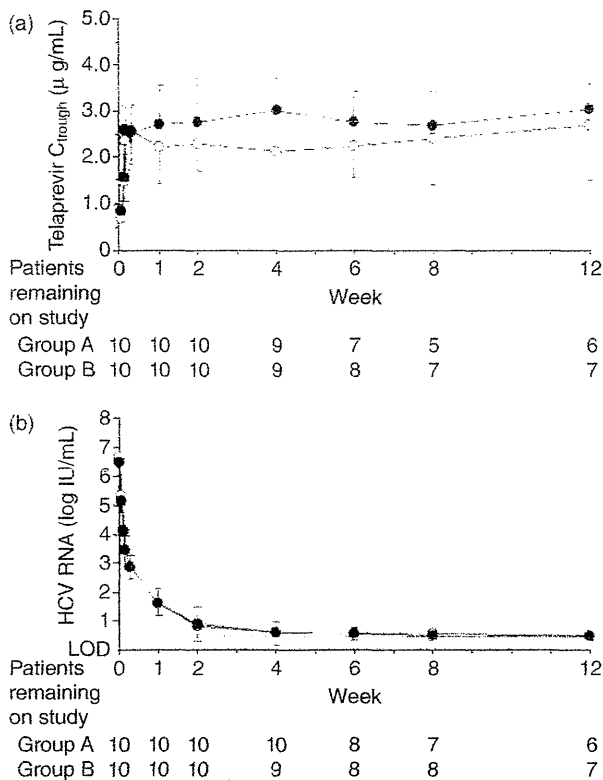 (a)
Telaprevir Ctrough (μ g/mL)
5.0
4.0
3.0
2.0
1.0
0
0 1 2 4 6 8 12
Week
Patients
remaining
on study
Group A 10 10 10 9 7 5 6
Group B 10 10 10 9 8 7 7
(b)
HCV RNA (log IU/mL)
8
7
6
5
4
3
2
1
LOD
0 1 2 4 6 8 12
Week
Patients
remaining
on study
Group A 10 10 10 10 8 7 6
Group B 10 10 10 9 8 8 7